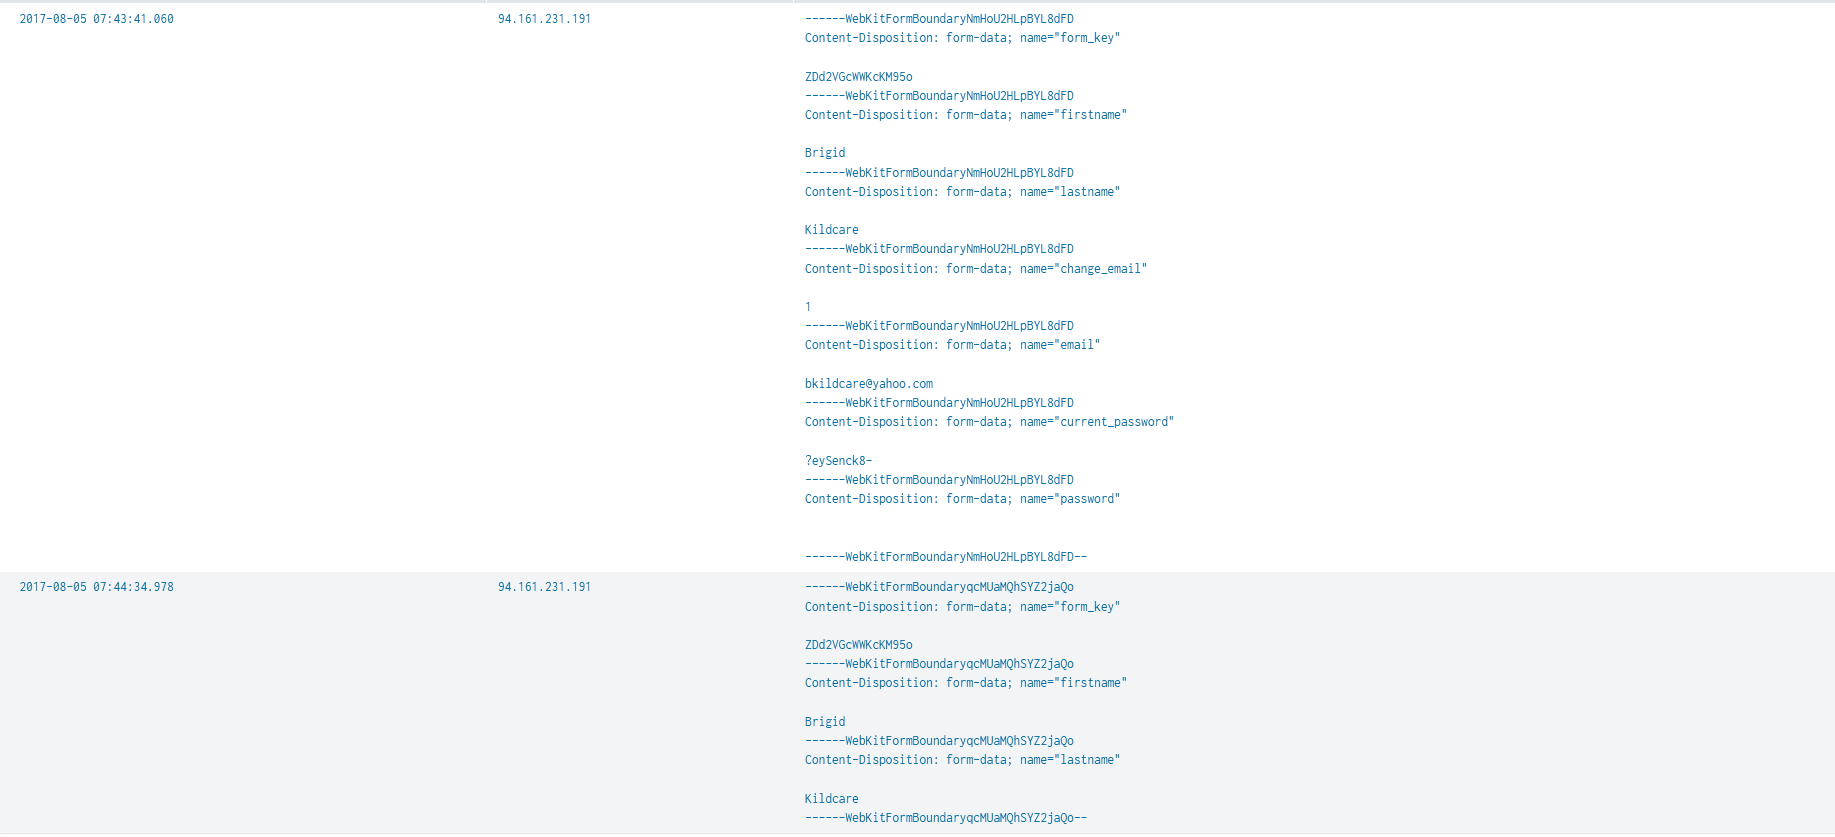 2017-08-05 07:43:41.060 94.161.231.191 ------WebKitFormBoundaryNmHoU2HLpBYL8dFD
Content-Disposition: form-data; name="form_key"
ZDd2VGcWWKcKM95o
------WebKitFormBoundaryNmHoU2HLpBYL8dFD
Content-Disposition: form-data; name="firstname"
Brigid
------WebKitFormBoundaryNmHoU2HLpBYL8dFD
Content-Disposition: form-data; name="lastname"
Kildcare
------WebKitFormBoundaryNmHoU2HLpBYL8dFD
Content-Disposition: form-data; name="change_email"
1
------WebKitFormBoundaryNmHoU2HLpBYL8dFD
Content-Disposition: form-data; name="email"
bkildcare@yahoo.com
------WebKitFormBoundaryNmHoU2HLpBYL8dFD
Content-Disposition: form-data; name="current_password"
?eySenck8-
------WebKitFormBoundaryNmHoU2HLpBYL8dFD
Content-Disposition: form-data; name="password"
------WebKitFormBoundaryNmHoU2HLpBYL8dFD--
2017-08-05 07:44:34.978 94.161.231.191 ------WebKitFormBoundaryqcMUaMQhSYZ2jaQo
Content-Disposition: form-data; name="form_key"
ZDd2VGcWWKcKM95o
------WebKitFormBoundaryqcMUaMQhSYZ2jaQo
Content-Disposition: form-data; name="firstname"
Brigid
------WebKitFormBoundaryqcMUaMQhSYZ2jaQo
Content-Disposition: form-data; name="lastname"
Kildcare
------WebKitFormBoundaryqcMUaMQhSYZ2jaQo--